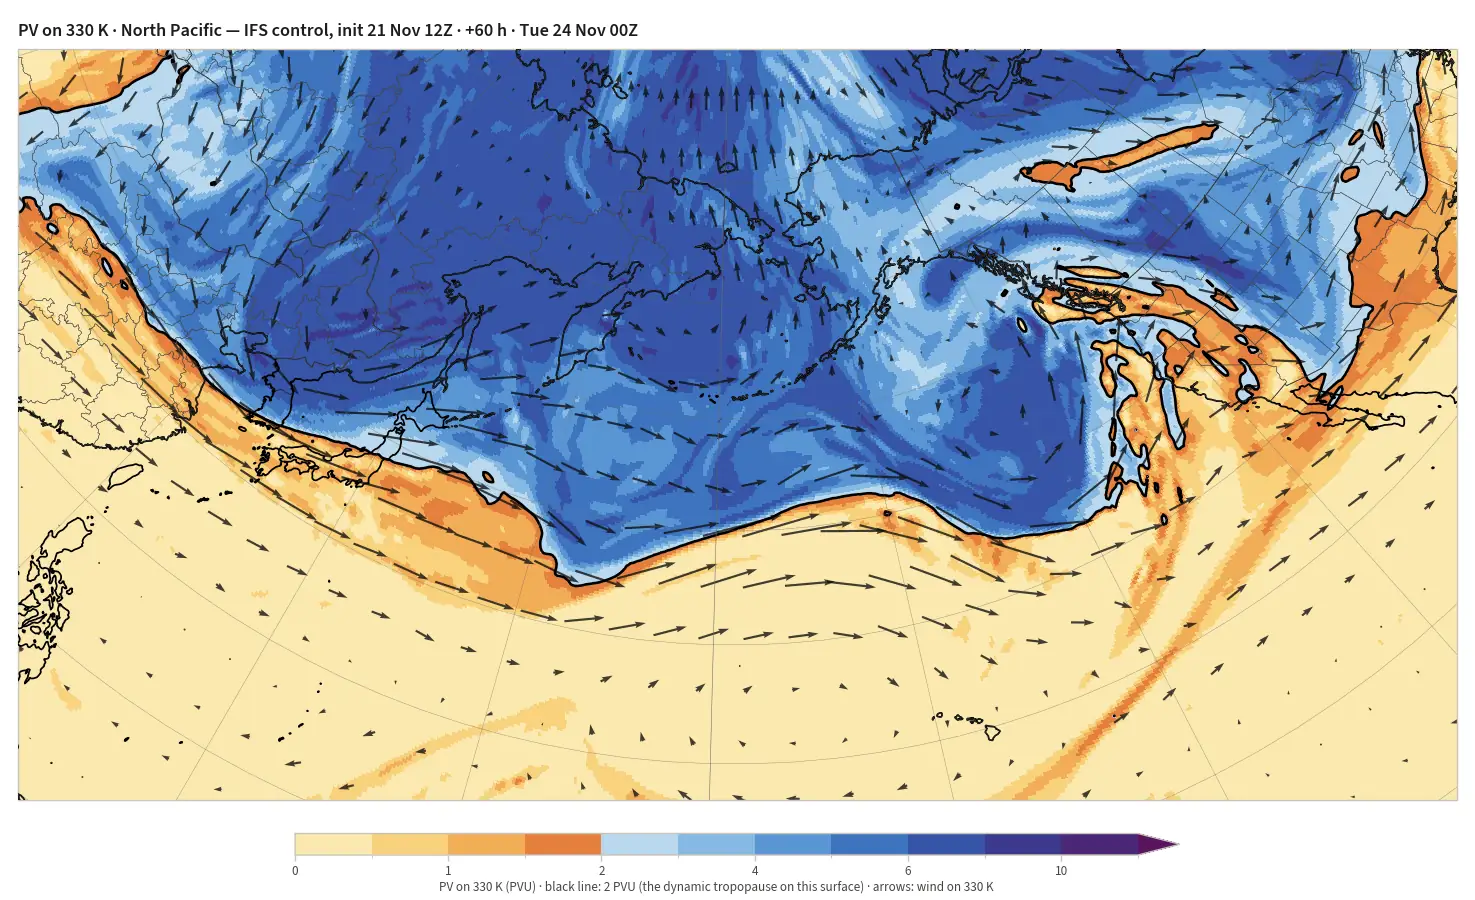 PV on 330 K · North Pacific — IFS control, init 21 Nov 12Z · +60 h · Tue 24 Nov 00Z
0 1 2 4 6 10
PV on 330 K (PVU) · black line: 2 PVU (the dynamic tropopause on this surface) · arrows: wind on 330 K